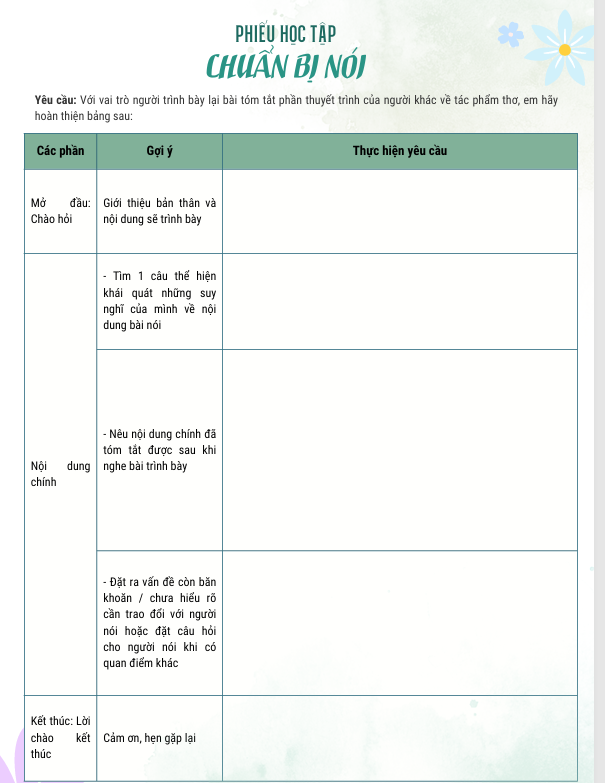 PHIẾU HỌC TẬP
CHUẨN BỊ NÓI
Yêu cầu: Với vai trò người trình bày lại bài tóm tắt phần thuyết trình của người khác về tác phẩm thơ, em hãy
hoàn thiện bảng sau:
Các phần
Gợi ý
Thực hiện yêu cầu
Mở đầu:
Chào hỏi
Giới thiệu bản thân và
nội dung sẽ trình bày
Nội dung
chính
- Tìm 1 câu thể hiện
khái quát những suy
nghĩ của mình về nội
dung bài nói
- Nêu nội dung chính đã
tóm tắt được sau khi
nghe bài trình bày
- Đặt ra vấn đề còn băn
khoăn / chưa hiểu rõ
cần trao đổi với người
nói hoặc đặt câu hỏi
cho người nói khi có
quan điểm khác
Kết thúc: Lời
chào kết
thúc
Cảm ơn, hẹn gặp lại